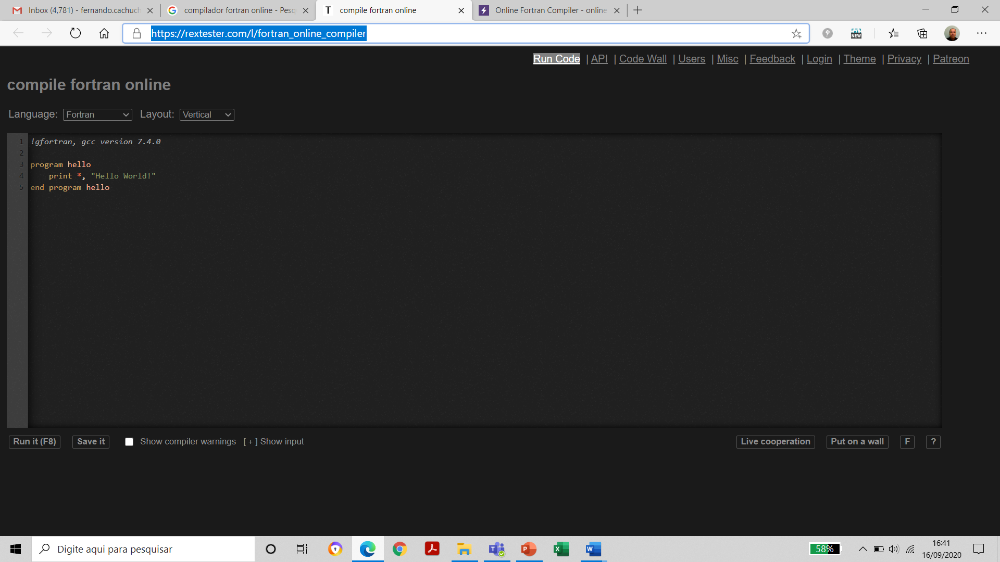 Inbox (4,781) - fernando.cachuch
compilador fortran online - Pesq
compile fortran online
Online Fortran Compiler - online
https://rextester.com/l/fortran_online_compiler
NEW
Run Code | API | Code Wall | Users | Misc | Feedback | Login | Theme | Privacy | Patreon
compile fortran online
Language: Fortran Layout: Vertical
1 !gfortran, gcc version 7.4.0
2
3 program hello
4 print *, "Hello World!"
5 end program hello
Run it (F8) Save it Show compiler warnings [ + ] Show input Live cooperation Put on a wall F ?
Digite aqui para pesquisar
58%
16:41
16/09/2020